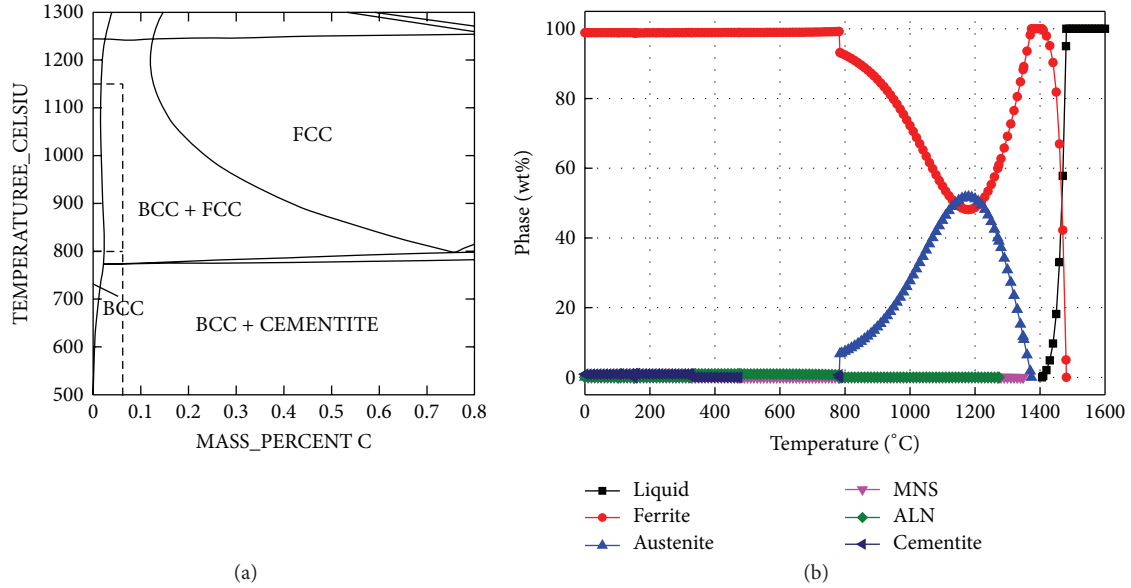 1300
1200
1100
1000
900
800
700
600
500
TEMPERATUREE_CELSIU
FCC
BCC + FCC
BCC
BCC + CEMENTITE
0 0.1 0.2 0.3 0.4 0.5 0.6 0.7 0.8
MASS_PERCENT C
(a)
100
80
60
40
20
0
Phase (wt%)
0 200 400 600 800 1000 1200 1400 1600
Temperature (˚C)
Liquid
Ferrite
Austenite
MNS
ALN
Cementite
(b)